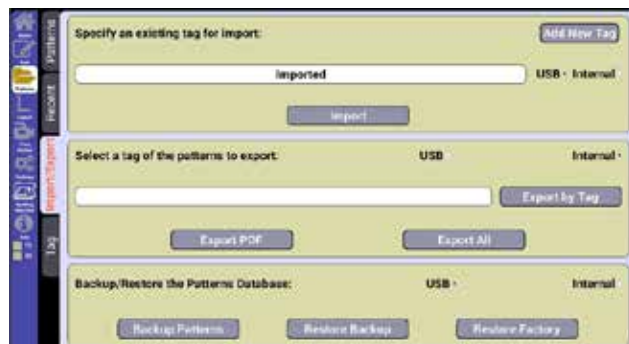 Patterns
Recent
Import/Export
Tag
Specify an existing tag for import:
Add New Tag
Imported
USB Internal
Import
Select a tag of the patterns to export:
USB Internal
Export by Tag
Export PDF Export All
Backup/Restore the Patterns Database:
USB Internal
Backup Patterns Restore Backup Restore Factory